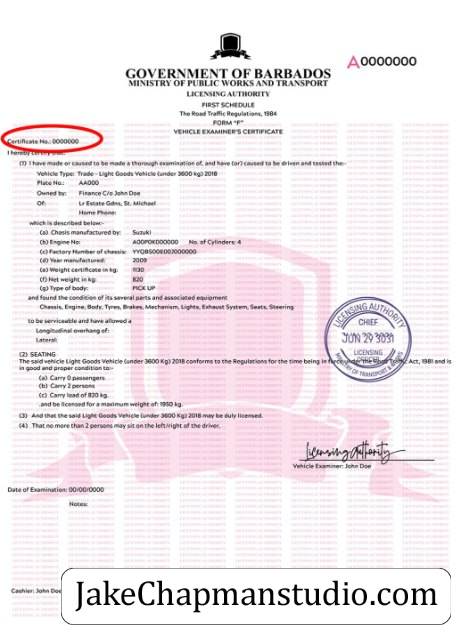 A0000000
GOVERNMENT OF BARBADOS
MINISTRY OF PUBLIC WORKS AND TRANSPORT
LICENSING AUTHORITY
FIRST SCHEDULE
The Road Traffic Regulations, 1984
FORM "F"
VEHICLE EXAMINER'S CERTIFICATE
Certificate No.: 0000000
I hereby certify that:-
(1) I have made or caused to be made a thorough examination of, and have (or) caused to be driven and tested the:-
Vehicle Type: Trade - Light Goods Vehicle (under 3600 kg) 2018
Plate No.: AA000
Owned by: Finance C/o John Doe
Of: Lr Estate Gdns, St. Michael
Home Phone:
which is described below:-
(a) Chasis manufactured by: Suzuki
(b) Engine No: No. of Cylinders: 4
(c) Factory Number of chassis:
(d) Year manufactured: 2009
(e) Weight certificate in kg: 1130
(f) Net weight in kg: 820
(g) Type of body: PICK UP
and found the condition of its several parts and associated equipment
Chassis, Engine, Body, Tyres, Brakes, Mechanism, Lights, Exhaust System, Seats, Steering
to be serviceable and have allowed a
Longitudinal overhang of:
Lateral:
LICENSING AUTHORITY
CHIEF
JUN 29 3031
LICENSING
OFFICER
MINISTRY OF TRANSPORT
(2) SEATING
The said vehicle Light Goods Vehicle (under 3600 Kg) 2018 conforms to the Regulations for the time being in force under the Road Traffic Act, 1981 and is
in good and proper condition to:-
(a) Carry 0 passengers
(b) Carry 2 persons
(c) Carry load of 820 kg.
and be licensed for a maximum weight of: 1950 kg.
(3) And that the said Light Goods Vehicle (under 3600 Kg) 2018 may be duly licensed.
(4) That no more than 2 persons may sit on the left/right of the driver.
Licensing Authority
Vehicle Examiner: John Doe
Date of Examination: 00/00/0000
Notes:
Cashier: John Doe
JakeChapmanstudio.com